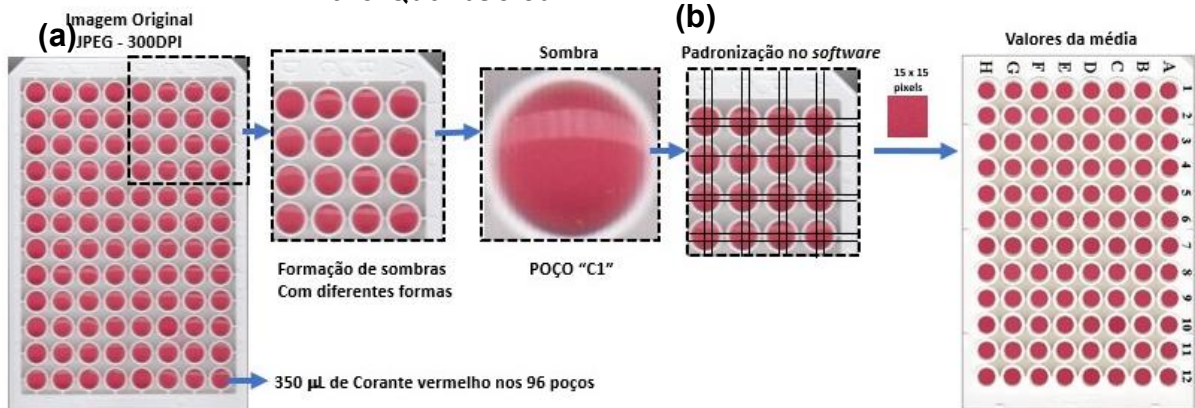 (a)
Imagem Original
JPEG - 300DPI
(b)
Sombra
Padronização no software
15 x 15
pixels
Valores da média
H G F E D C B A
1
2
3
4
5
6
7
8
9
10
11
12
D C B A
Formação de sombras
Com diferentes formas
POÇO “C1”
350 µL de Corante vermelho nos 96 poços